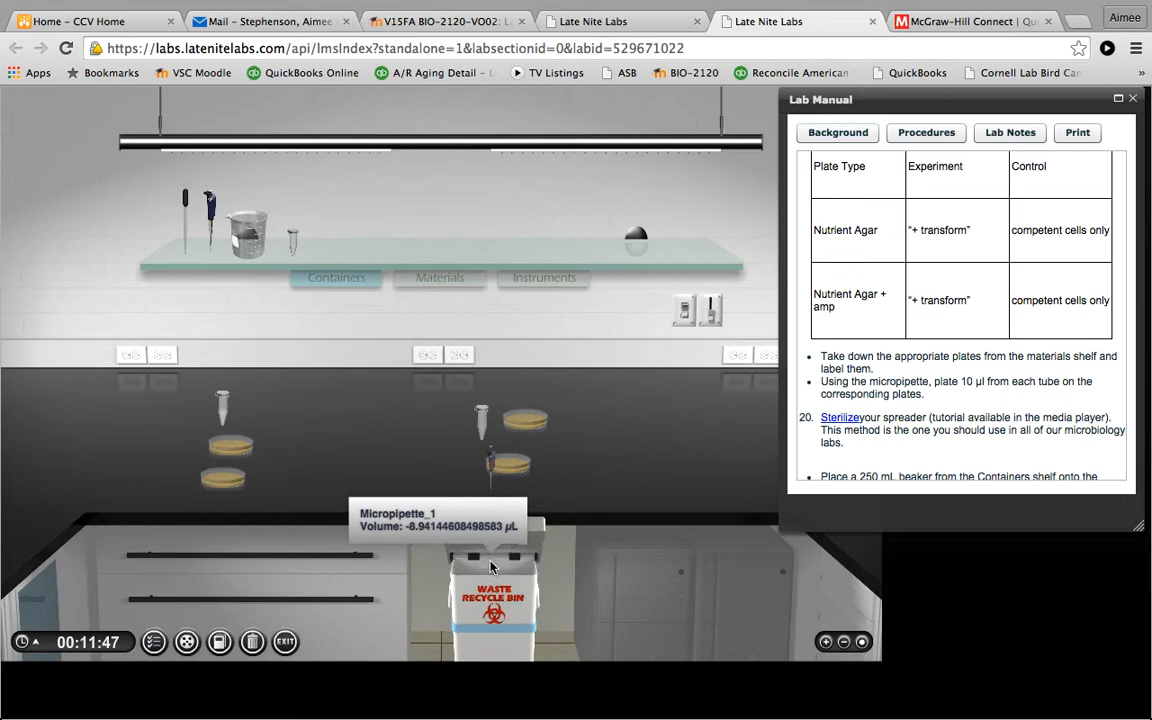 Home – CCV Home
Mail – Stephenson, Aimee
V15FA BIO-2120-VO02: L
Late Nite Labs
Late Nite Labs
McGraw-Hill Connect | Qu
Aimee
https://labs.latenitelabs.com/api/lmsIndex?standalone=1&labsectionid=0&labid=529671022
Apps
Bookmarks
VSC Moodle
QuickBooks Online
A/R Aging Detail – L
TV Listings
ASB
BIO-2120
Reconcile American
QuickBooks
Cornell Lab Bird Car
»
Lab Manual
Background
Procedures
Lab Notes
Print
Plate Type
Experiment
Control
Nutrient Agar
"+ transform"
competent cells only
Nutrient Agar +
amp
"+ transform"
competent cells only
• Take down the appropriate plates from the materials shelf and
label them.
• Using the micropipette, plate 10 µl from each tube on the
corresponding plates.
20. Sterilizeyour spreader (tutorial available in the media player).
This method is the one you should use in all of our microbiology
labs.
• Place a 250 mL beaker from the Containers shelf onto the
Containers
Materials
Instruments
Micropipette_1
Volume: -8.94144608498583 µL
WASTE
RECYCLE BIN
00:11:47
EXIT